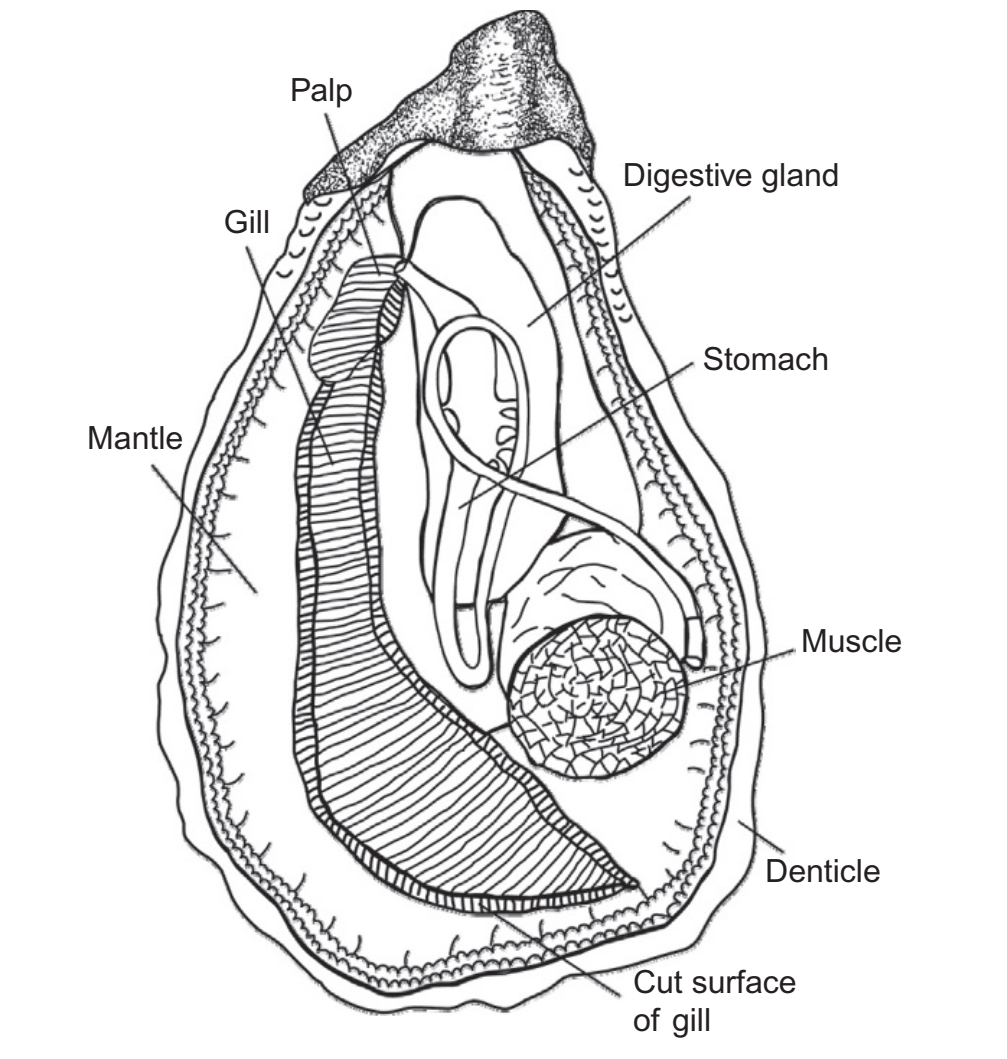 Palp
Digestive gland
Gill
Stomach
Mantle
Muscle
Denticle
Cut surface
of gill